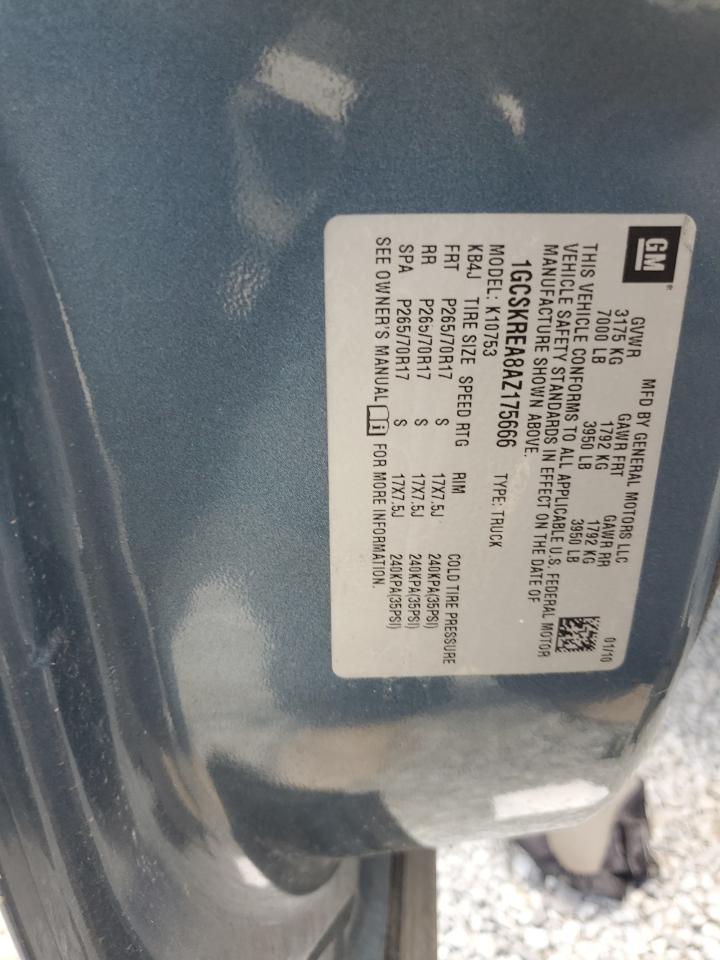 GM ®
MFD BY GENERAL MOTORS LLC 01/10
GVWR GAWR FRT GAWR RR
3175 KG 1792 KG 1792 KG
7000 LB 3950 LB 3950 LB
THIS VEHICLE CONFORMS TO ALL APPLICABLE U.S. FEDERAL MOTOR
VEHICLE SAFETY STANDARDS IN EFFECT ON THE DATE OF
MANUFACTURE SHOWN ABOVE.
1GCSKREA8AZ175666 TYPE: TRUCK
MODEL: K10753
KB4J TIRE SIZE SPEED RTG RIM COLD TIRE PRESSURE
FRT P265/70R17 S 17X7.5J 240KPA(35PSI)
RR P265/70R17 S 17X7.5J 240KPA(35PSI)
SPA P265/70R17 S 17X7.5J 240KPA(35PSI)
SEE OWNER'S MANUAL i FOR MORE INFORMATION.